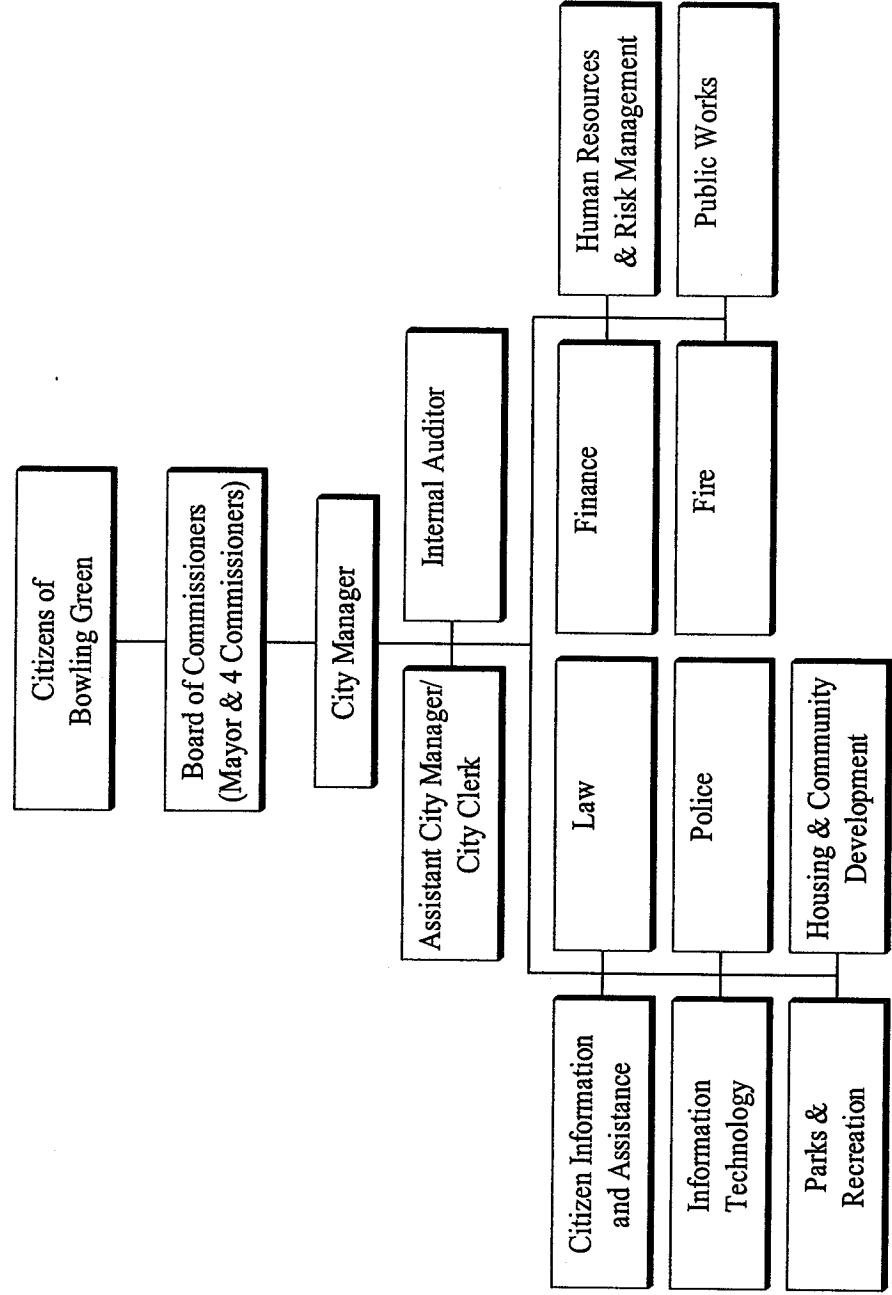 Citizens of
Bowling Green
Board of Commissioners
(Mayor & 4 Commissioners)
City Manager
Assistant City Manager/
City Clerk
Internal Auditor
Citizen Information
and Assistance
Law
Finance
Human Resources
& Risk Management
Information
Technology
Police
Fire
Public Works
Parks &
Recreation
Housing & Community
Development